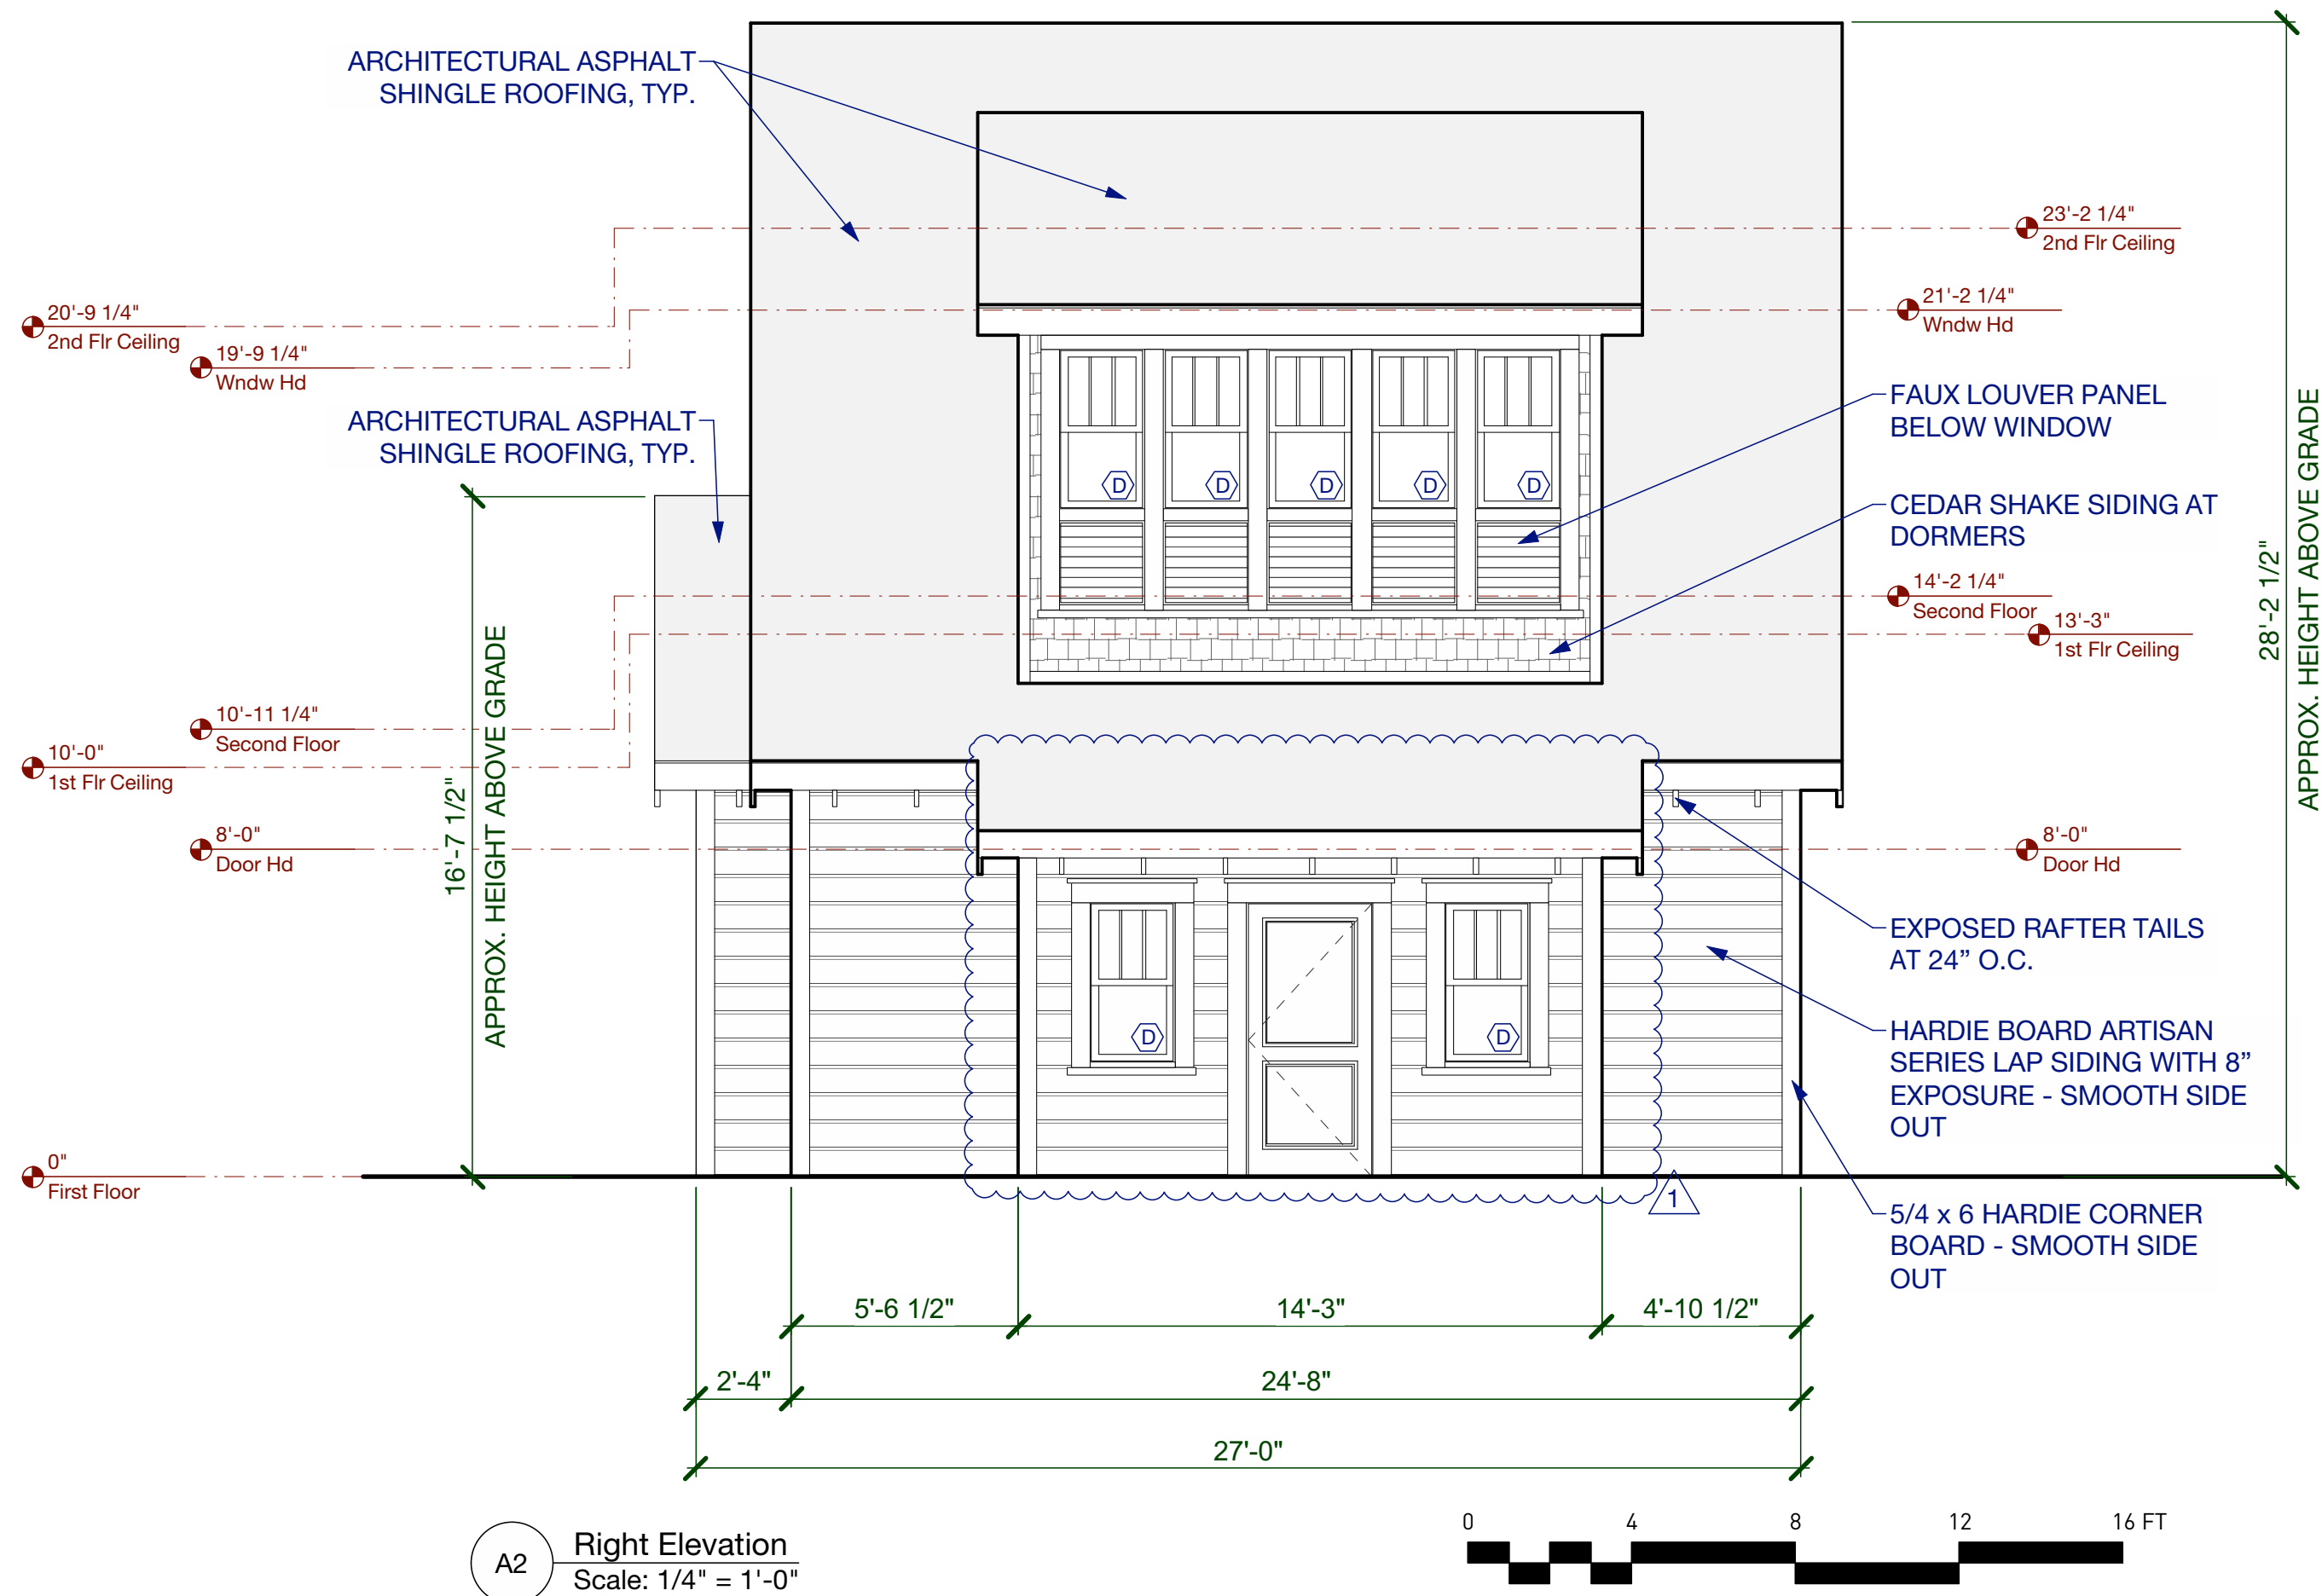 ARCHITECTURAL ASPHALT
SHINGLE ROOFING, TYP.
23'-2 1/4"
2nd Flr Ceiling
21'-2 1/4"
Wndw Hd
20'-9 1/4"
2nd Flr Ceiling
19'-9 1/4"
Wndw Hd
ARCHITECTURAL ASPHALT
SHINGLE ROOFING, TYP.
FAUX LOUVER PANEL
BELOW WINDOW
D
D
D
D
D
CEDAR SHAKE SIDING AT
DORMERS
28'-2 1/2"
APPROX. HEIGHT ABOVE GRADE
14'-2 1/4"
Second Floor
13'-3"
1st Flr Ceiling
10'-11 1/4"
Second Floor
10'-0"
1st Flr Ceiling
16'-7 1/2"
APPROX. HEIGHT ABOVE GRADE
8'-0"
Door Hd
8'-0"
Door Hd
EXPOSED RAFTER TAILS
AT 24” O.C.
D
D
HARDIE BOARD ARTISAN
SERIES LAP SIDING WITH 8”
EXPOSURE - SMOOTH SIDE
OUT
0"
First Floor
1
5/4 x 6 HARDIE CORNER
BOARD - SMOOTH SIDE
OUT
5'-6 1/2"
14'-3"
4'-10 1/2"
2'-4"
24'-8"
27'-0"
A2
Right Elevation
Scale: 1/4" = 1'-0"
0 4 8 12 16 FT